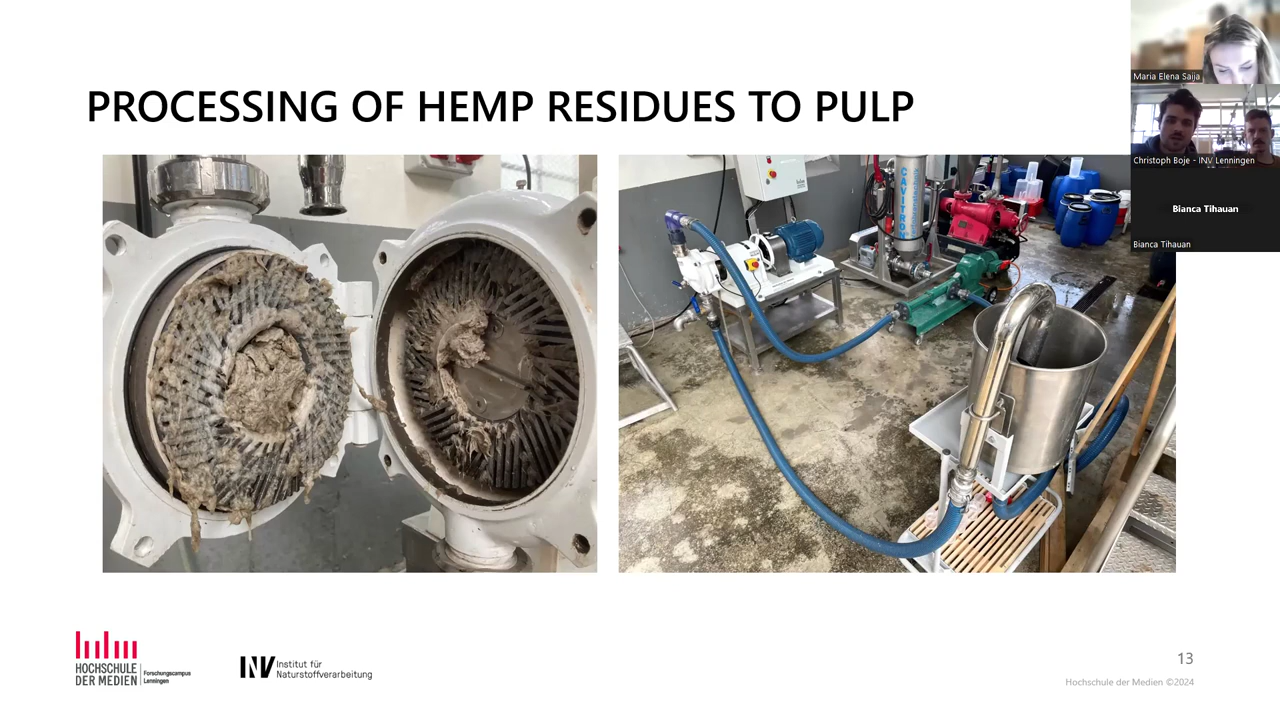 PROCESSING OF HEMP RESIDUES TO PULP
Maria Elena Saija
Christoph Boje - INV Lenningen
Bianca Tihauan
Bianca Tihauan
CAVITRON
HOCHSCHULE
DER MEDIEN
Forschungscampus
Lenningen
INV
Institut für
Naturstoffverarbeitung
13
Hochschule der Medien ©2024